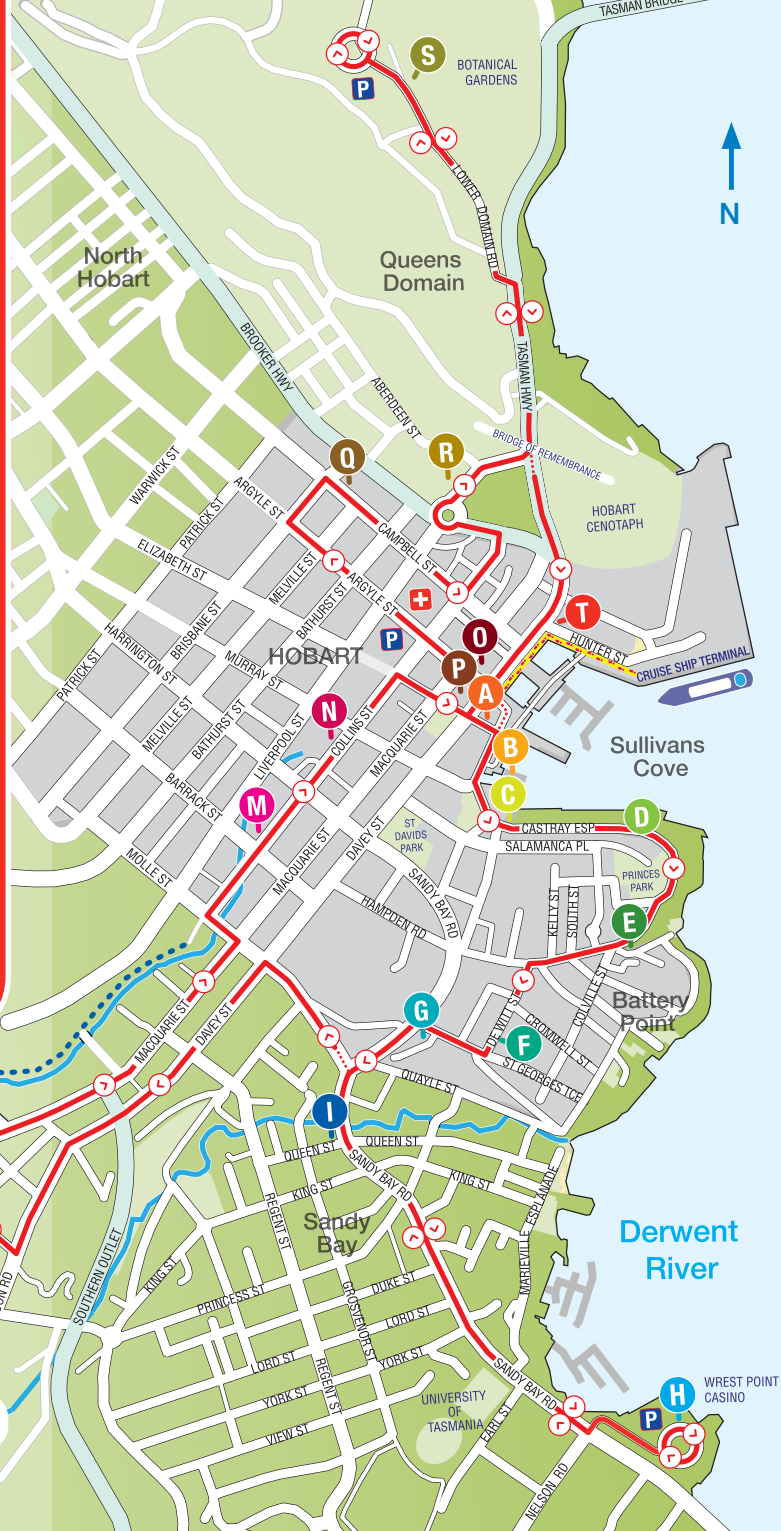 TASMAN BRIDGE
S
BOTANICAL
GARDENS
P
LOWER DOMAIN RD
N
North
Hobart
Queens
Domain
BROOKER HWY
TASMAN HWY
ABERDEEN ST
BRIDGE OF REMEMBRANCE
Q
R
WARWICK ST
ARGYLE ST
PATRICK ST
HOBART
CENOTAPH
CAMPBELL ST
ELIZABETH ST
MELVILLE ST
ARGYLE ST
BATHURST ST
T
HUNTER ST
CRUISE SHIP TERMINAL
BRISBANE ST
HARRINGTON ST
P
O
HOBART
P
A
PATRICK ST
MURRAY ST
MELVILLE ST
BATHURST ST
N
COLLINS ST
MACQUARIE ST
LIVERPOOL ST
B
Sullivans
Cove
BARRACK ST
M
C
D
CASTRAY ESP
SALAMANCA PL
ST
DAVIDS
PARK
DAVEY ST
MACQUARIE ST
MOLLE ST
SANDY BAY RD
HAMPDEN RD
KELLY ST
SOUTH ST
PRINCES
PARK
E
COLVILLE ST
Battery
Point
G
DE WITT ST
F
CROMWELL ST
ST GEORGES TCE
MACQUARIE ST
DAVEY ST
QUAYLE ST
I
QUEEN ST
QUEEN ST
SANDY BAY RD
KING ST
KING ST
MARIEVILLE ESPLANADE
Sandy
Bay
REGENT ST
SOUTHERN OUTLET
KING ST
Derwent
River
PRINCESS ST
DUKE ST
GROSVENOR ST
LORD ST
LORD ST
YORK ST
REGENT ST
YORK ST
VIEW ST
SANDY BAY RD
UNIVERSITY
OF
TASMANIA
EARL ST
NELSON RD
P
H
WREST POINT
CASINO